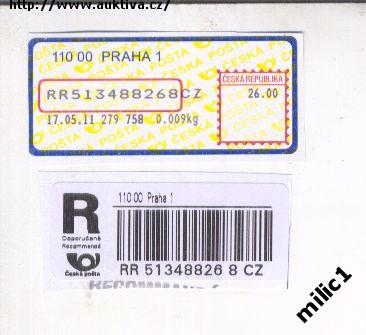 http://www.auktiva.cz/
110 00 PRAHA 1
ČESKÁ REPUBLIKA
RR513488268CZ
26.00
17.05.11 279 758 0.009kg
R
110 00 Praha 1
Doporučeně
Recommandé
Česká pošta
RR 51348826 8 CZ
milic1